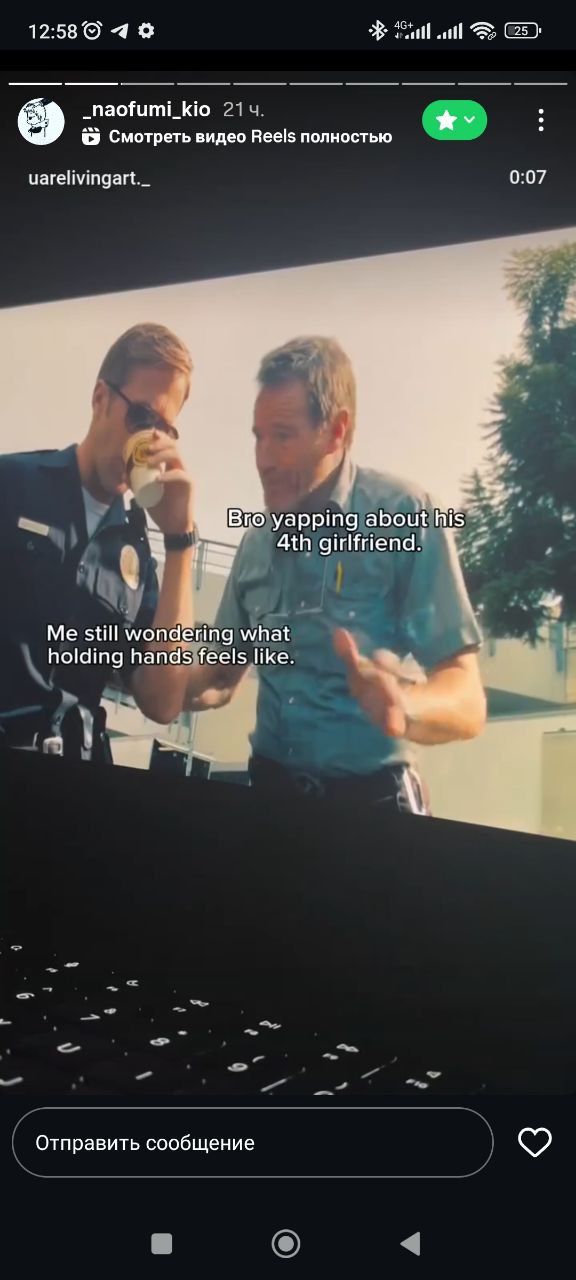 12:58
4G+
25
_naofumi_kio 21 ч.
Смотреть видео Reels полностью
uarelivingart._
0:07
Bro yapping about his
4th girlfriend.
Me still wondering what
holding hands feels like.
Отправить сообщение